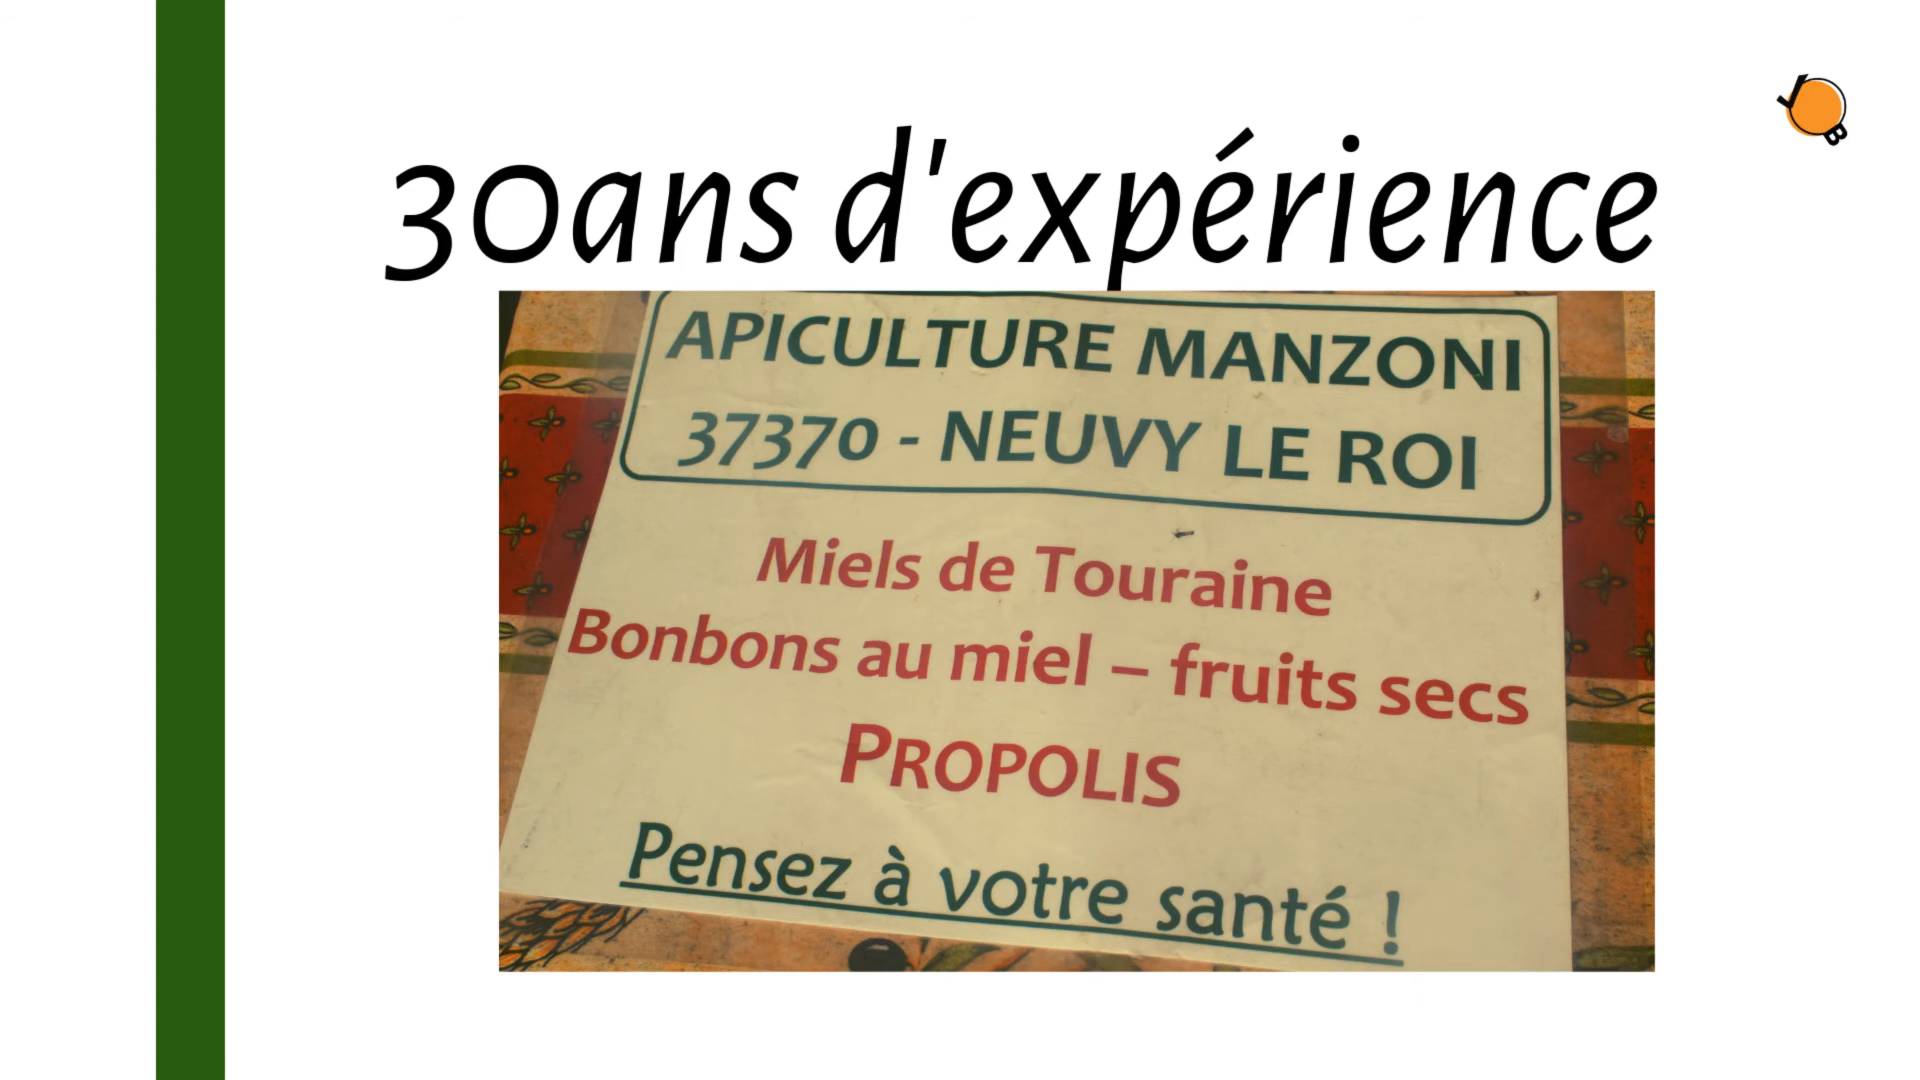 30ans d'expérience
APICULTURE MANZONI
37370 - NEUVY LE ROI
Miels de Touraine
Bonbons au miel – fruits secs
PROPOLIS
Pensez à votre santé !